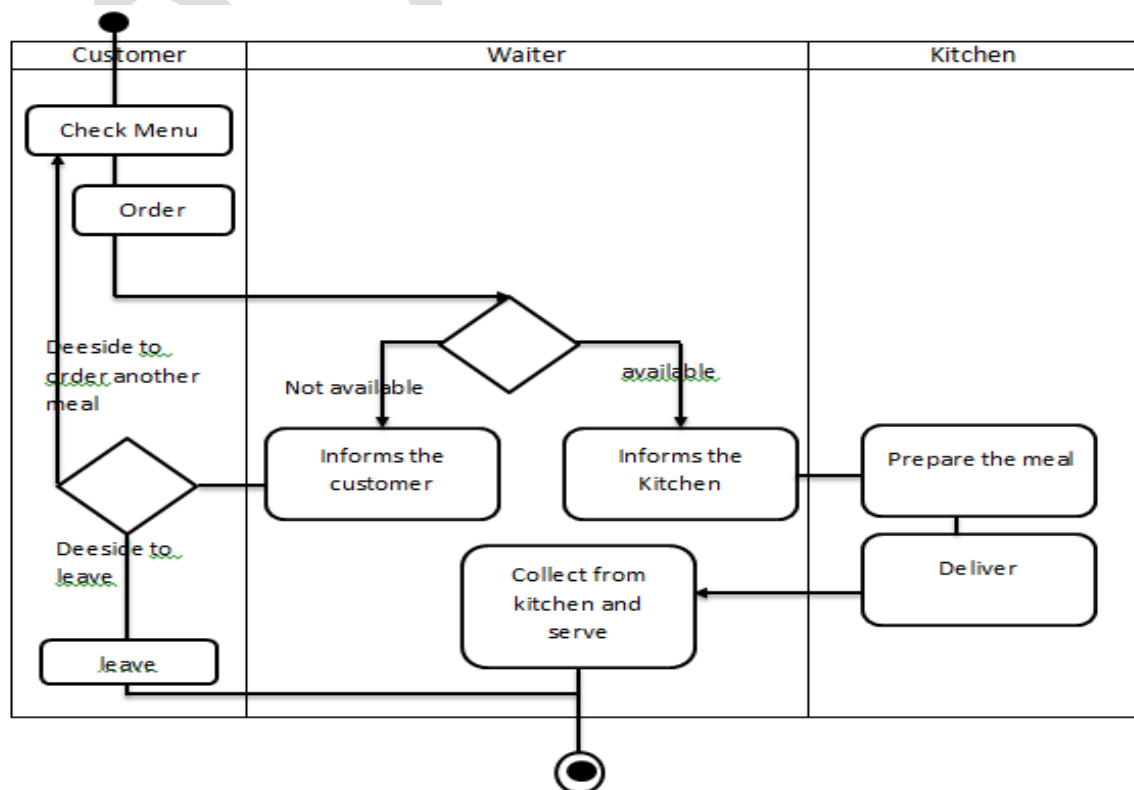 Customer
Waiter
Kitchen
Check Menu
Order
Deeside to
order another
meal
Not available
available
Informs the
customer
Informs the
Kitchen
Prepare the meal
Deeside to
leave
Collect from
kitchen and
serve
Deliver
leave